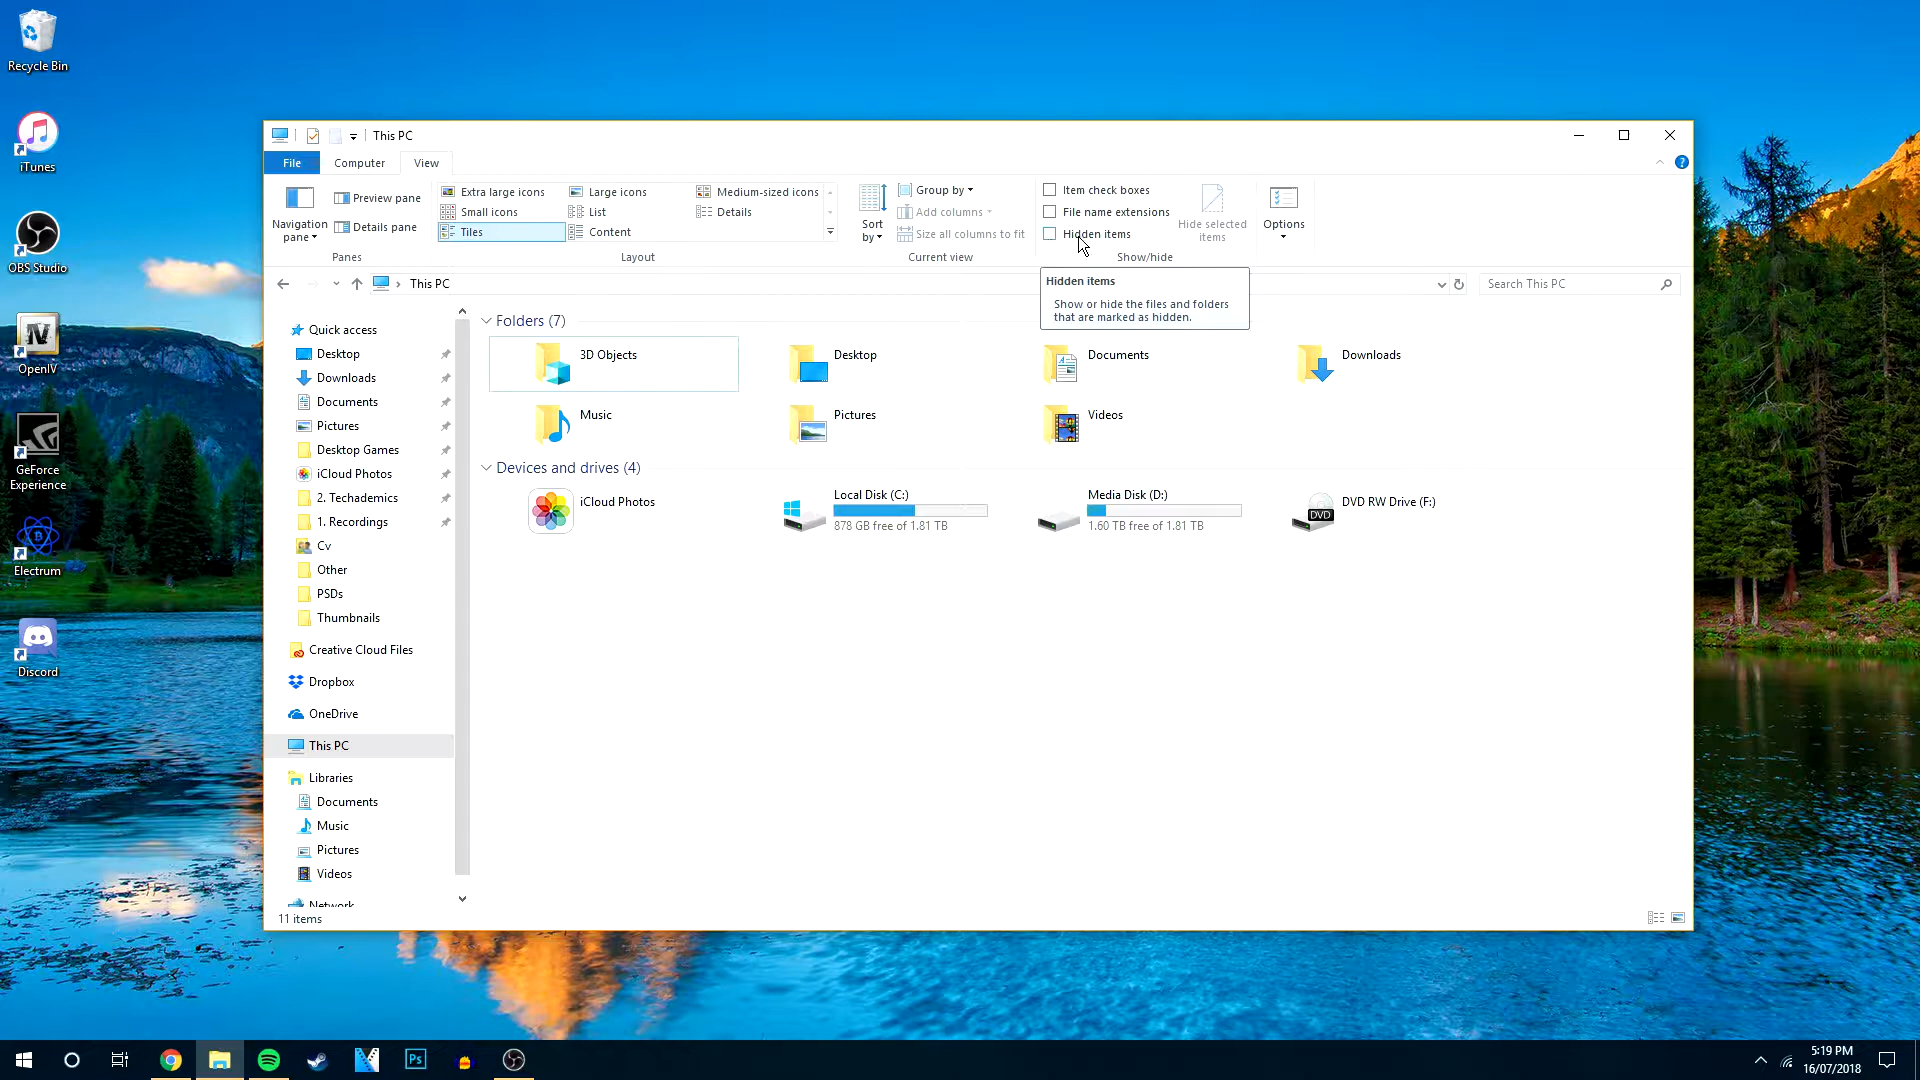 Recycle Bin
iTunes
OBS Studio
OpenIV
GeForce
Experience
Electrum
Discord
This PC
File
Computer
View
Navigation
pane
Preview pane
Details pane
Panes
Extra large icons
Large icons
Medium-sized icons
Small icons
List
Details
Tiles
Content
Layout
Sort
by
Group by
Add columns
Size all columns to fit
Current view
Item check boxes
File name extensions
Hidden items
Hide selected
items
Show/hide
Options
This PC
Search This PC
Hidden items
Show or hide the files and folders
that are marked as hidden.
Quick access
Desktop
Downloads
Documents
Pictures
Desktop Games
iCloud Photos
2. Techademics
1. Recordings
Cv
Other
PSDs
Thumbnails
Creative Cloud Files
Dropbox
OneDrive
This PC
Libraries
Documents
Music
Pictures
Videos
Network
Folders (7)
3D Objects
Desktop
Documents
Downloads
Music
Pictures
Videos
Devices and drives (4)
iCloud Photos
Local Disk (C:)
878 GB free of 1.81 TB
Media Disk (D:)
1.60 TB free of 1.81 TB
DVD
DVD RW Drive (F:)
11 items
Ps
5:19 PM
16/07/2018